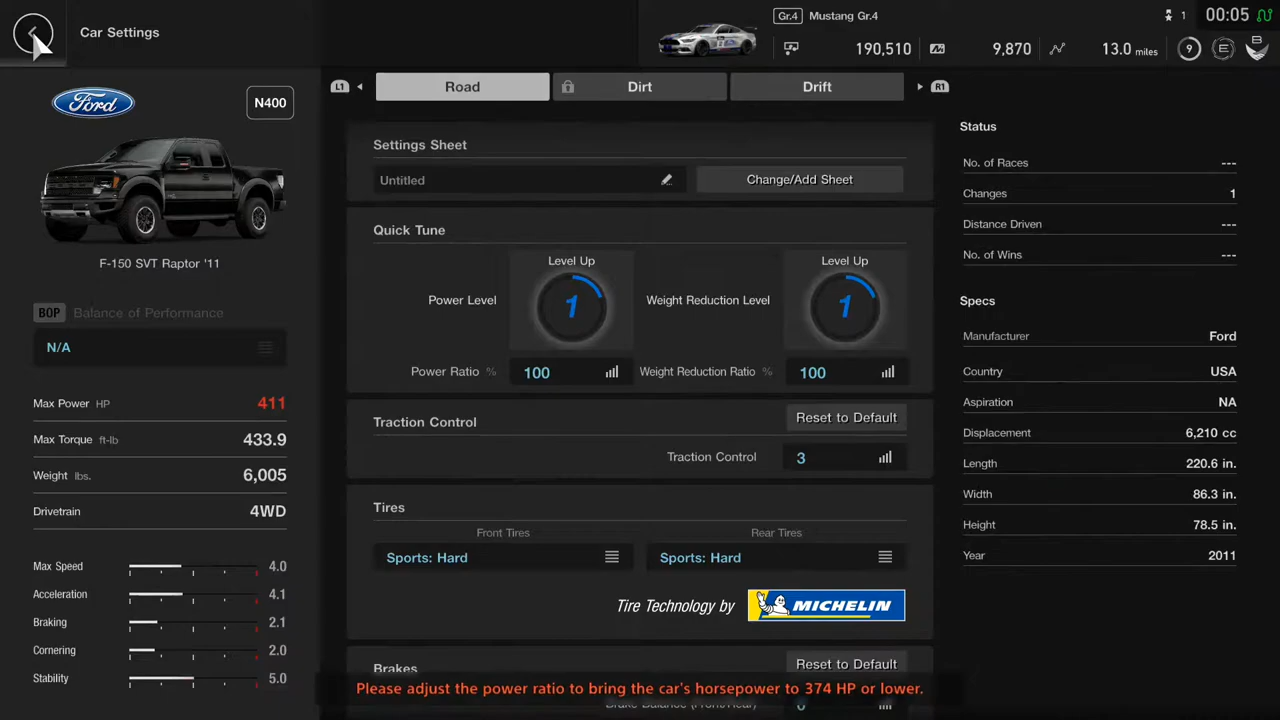 Car Settings
Gr.4 Mustang Gr.4
1 00:05
190,510 9,870 13.0 miles 9 E B
Ford N400
F-150 SVT Raptor '11
BOP Balance of Performance
N/A
Max Power HP 411
Max Torque ft-lb 433.9
Weight lbs. 6,005
Drivetrain 4WD
Max Speed 4.0
Acceleration 4.1
Braking 2.1
Cornering 2.0
Stability 5.0
L1 Road Dirt Drift R1
Settings Sheet
Untitled Change/Add Sheet
Quick Tune
Level Up Level Up
Power Level 1 Weight Reduction Level 1
Power Ratio % 100 Weight Reduction Ratio % 100
Traction Control Reset to Default
Traction Control 3
Tires
Front Tires Rear Tires
Sports: Hard Sports: Hard
Tire Technology by MICHELIN
Brakes Reset to Default
Brake Balance (Front/Rear) 0
Please adjust the power ratio to bring the car's horsepower to 374 HP or lower.
Status
No. of Races ---
Changes 1
Distance Driven ---
No. of Wins ---
Specs
Manufacturer Ford
Country USA
Aspiration NA
Displacement 6,210 cc
Length 220.6 in.
Width 86.3 in.
Height 78.5 in.
Year 2011